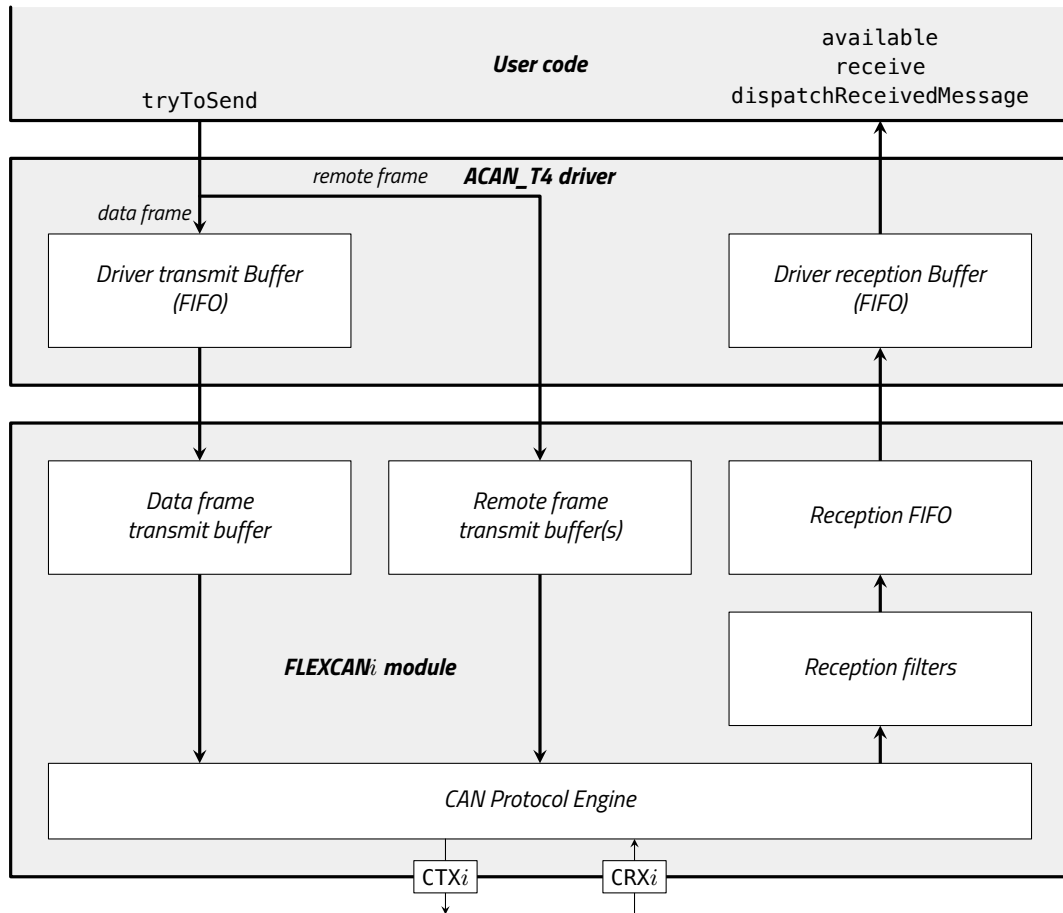 User code
tryToSend
available
receive
dispatchReceivedMessage
remote frame
ACAN_T4 driver
data frame
Driver transmit Buffer
(FIFO)
Driver reception Buffer
(FIFO)
Data frame
transmit buffer
Remote frame
transmit buffer(s)
Reception FIFO
FLEXCANi module
Reception filters
CAN Protocol Engine
CTXi
CRXi